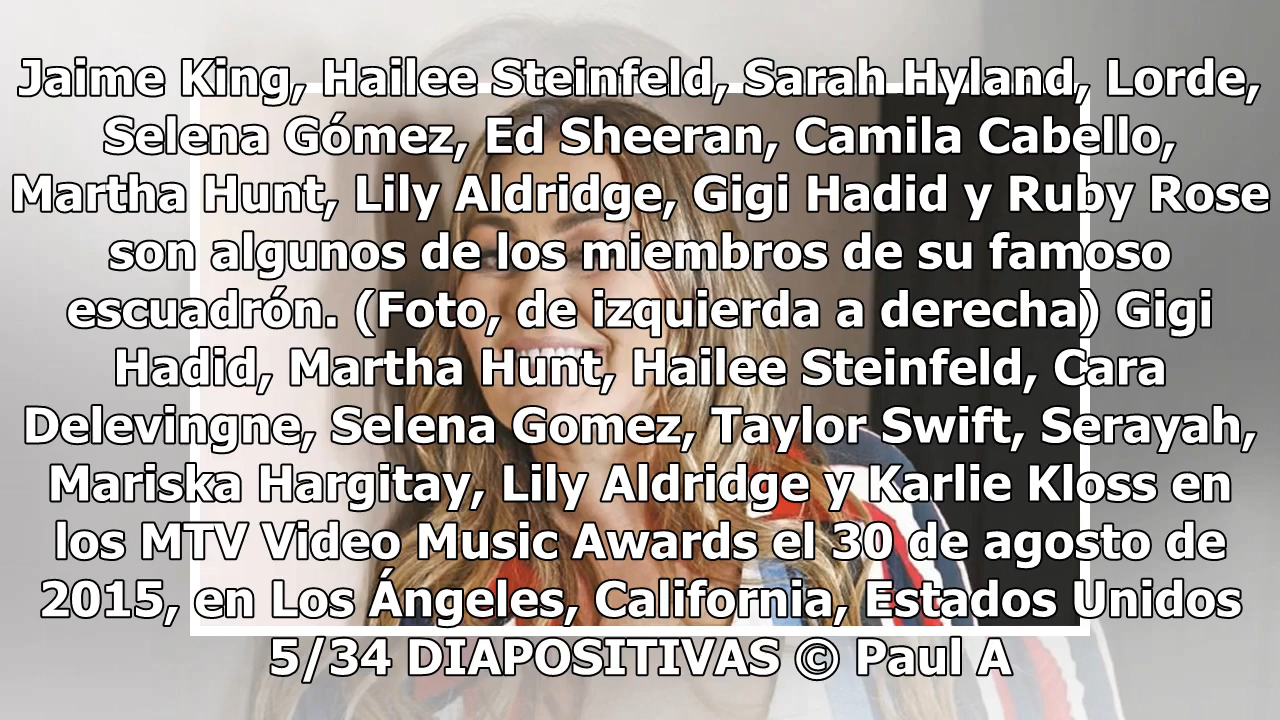 Jaime King, Hailee Steinfeld, Sarah Hyland, Lorde,
Selena Gómez, Ed Sheeran, Camila Cabello,
Martha Hunt, Lily Aldridge, Gigi Hadid y Ruby Rose
son algunos de los miembros de su famoso
escuadrón. (Foto, de izquierda a derecha) Gigi
Hadid, Martha Hunt, Hailee Steinfeld, Cara
Delevingne, Selena Gomez, Taylor Swift, Serayah,
Mariska Hargitay, Lily Aldridge y Karlie Kloss en
los MTV Video Music Awards el 30 de agosto de
2015, en Los Ángeles, California, Estados Unidos
5/34 DIAPOSITIVAS © Paul A